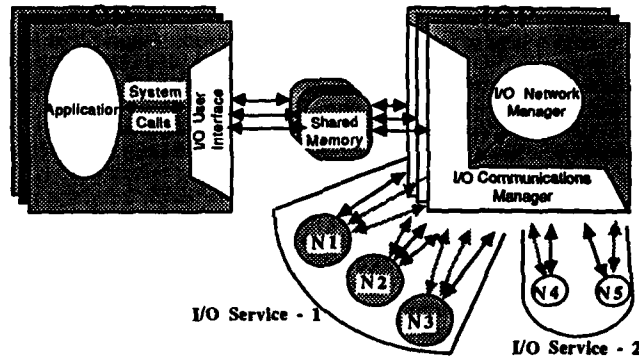 Application
System
Calls
I/O User
Interface
Shared
Memory
I/O Network
Manager
I/O Communications
Manager
N1
N2
N3
N4
N5
I/O Service - 1
I/O Service - 2